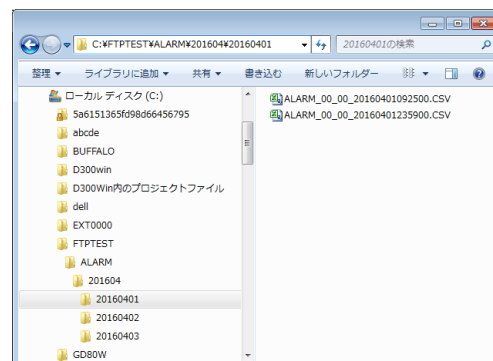 C:¥FTPTEST¥ALARM¥201604¥20160401
20160401の検索
整理 ライブラリに追加 共有 書き込む 新しいフォルダー
ローカル ディスク (C:)
5a6151365fd98d66456795
abcde
BUFFALO
D300win
D300Win内のプロジェクトファイル
dell
EXT0000
FTPTEST
ALARM
201604
20160401
20160402
20160403
GD80W
ALARM_00_00_20160401092500.CSV
ALARM_00_00_20160401235900.CSV